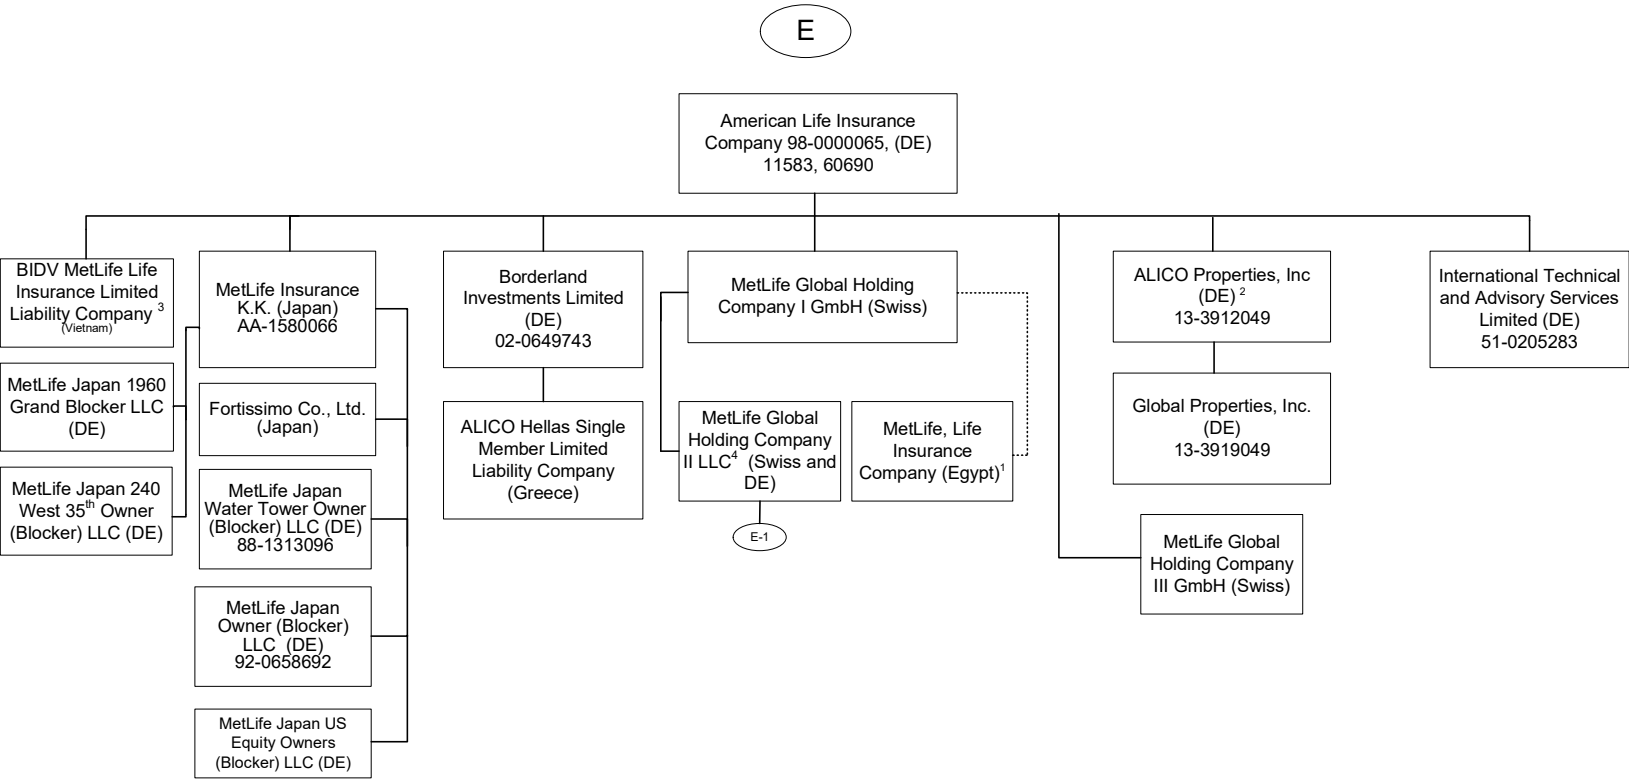 E
American Life Insurance
Company 98-0000065, (DE)
11583, 60690
BIDV MetLife Life
Insurance Limited
Liability Company 3
(Vietnam)
MetLife Insurance
K.K. (Japan)
AA-1580066
Borderland
Investments Limited
(DE)
02-0649743
MetLife Global Holding
Company I GmbH (Swiss)
ALICO Properties, Inc
(DE) 2
13-3912049
International Technical
and Advisory Services
Limited (DE)
51-0205283
MetLife Japan 1960
Grand Blocker LLC
(DE)
Fortissimo Co., Ltd.
(Japan)
ALICO Hellas Single
Member Limited
Liability Company
(Greece)
MetLife Global
Holding Company
II LLC4 (Swiss and
DE)
MetLife, Life
Insurance
Company (Egypt)1
Global Properties, Inc.
(DE)
13-3919049
MetLife Japan 240
West 35th Owner
(Blocker) LLC (DE)
MetLife Japan
Water Tower Owner
(Blocker) LLC (DE)
88-1313096
E-1
MetLife Global
Holding Company
III GmbH (Swiss)
MetLife Japan
Owner (Blocker)
LLC (DE)
92-0658692
MetLife Japan US
Equity Owners
(Blocker) LLC (DE)